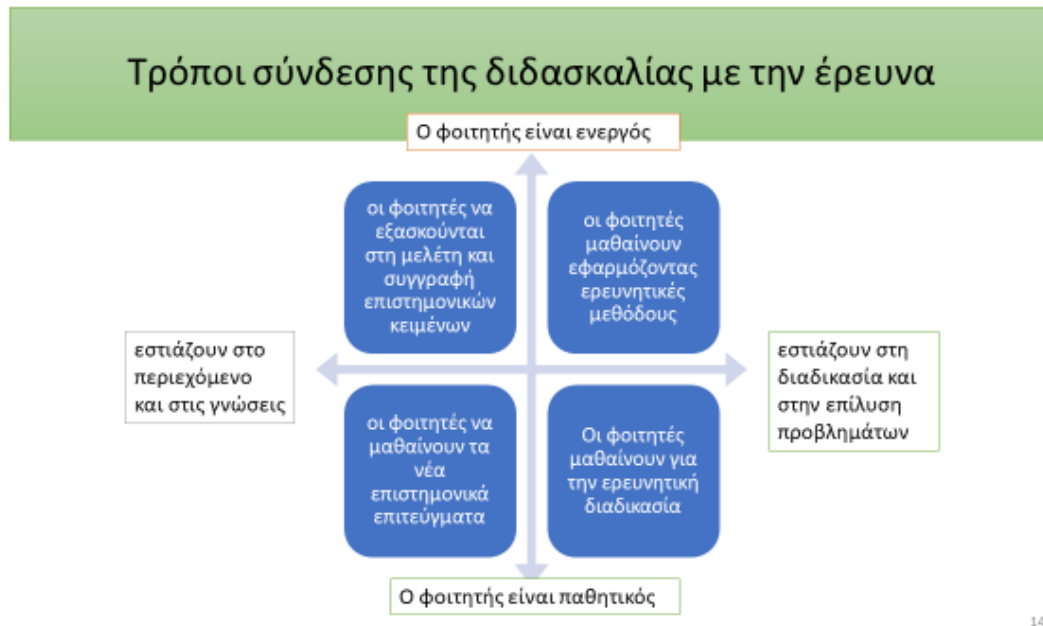 Τρόποι σύνδεσης της διδασκαλίας με την έρευνα
Ο φοιτητής είναι ενεργός
οι φοιτητές να
εξασκούνται
στη μελέτη και
συγγραφή
επιστημονικών
κειμένων
οι φοιτητές
μαθαίνουν
εφαρμόζοντας
ερευνητικές
μεθόδους
εστιάζουν στο
περιεχόμενο
και στις γνώσεις
εστιάζουν στη
διαδικασία και
στην επίλυση
προβλημάτων
οι φοιτητές να
μαθαίνουν τα
νέα
επιστημονικά
επιτεύγματα
Οι φοιτητές
μαθαίνουν για
την ερευνητική
διαδικασία
Ο φοιτητής είναι παθητικός
14